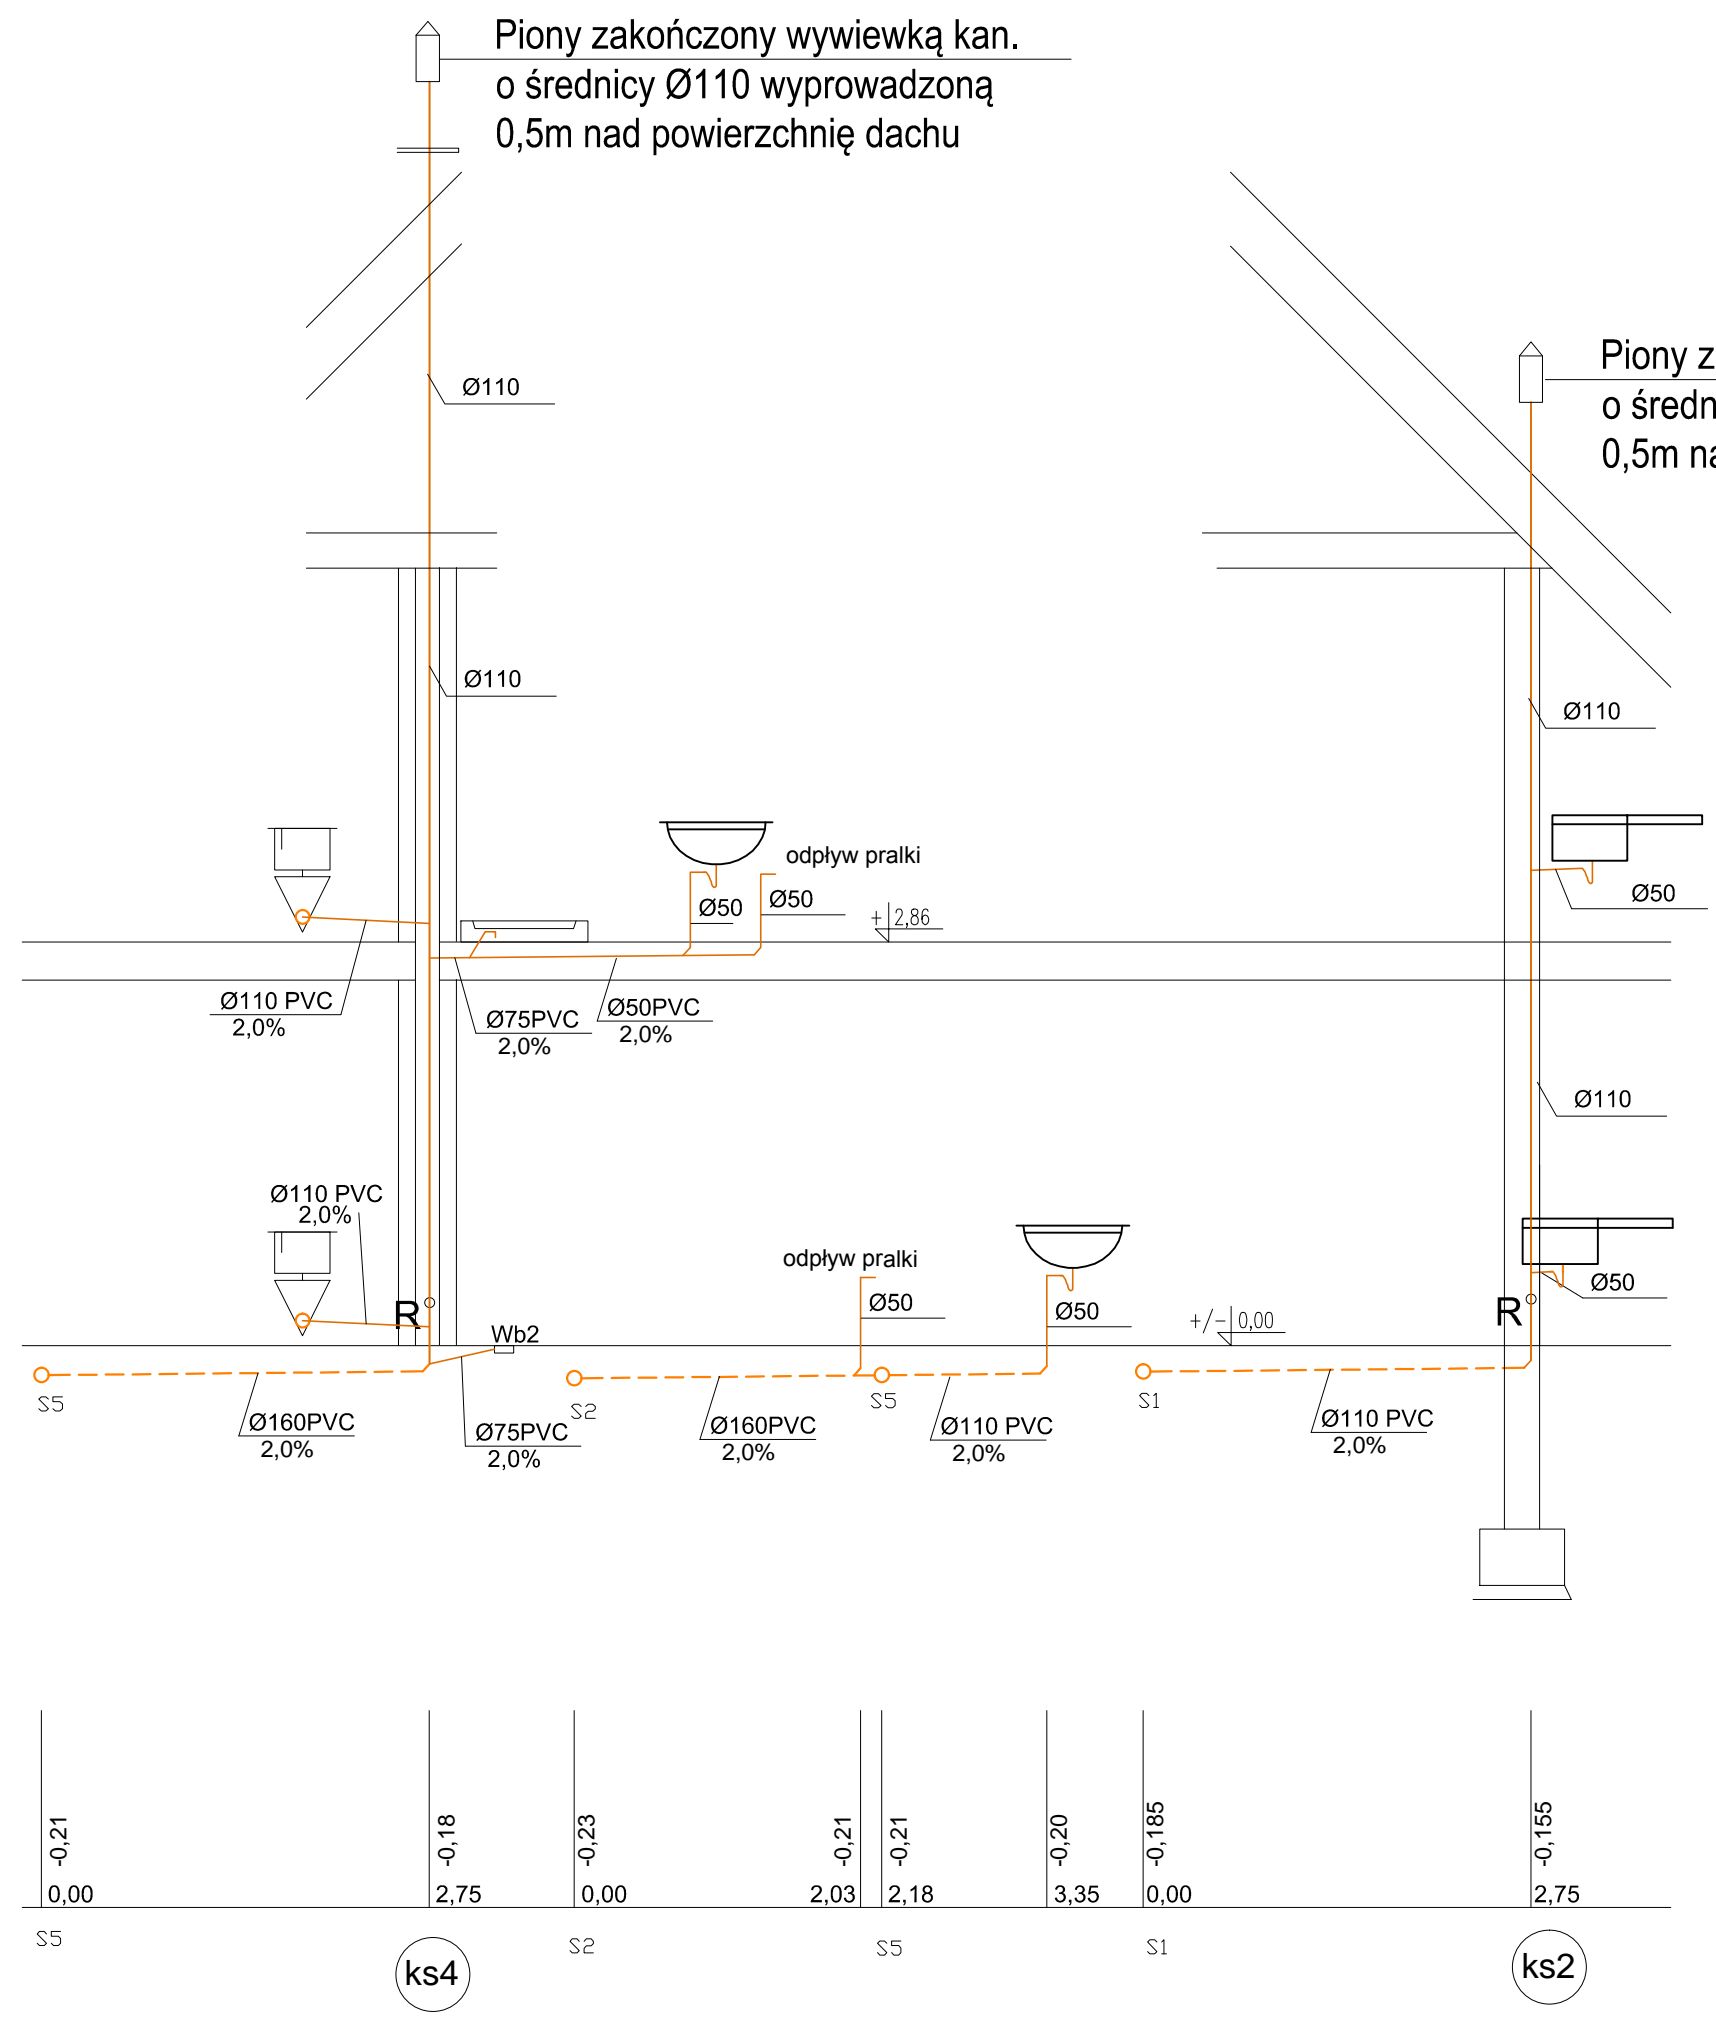 Piony zakończony wywiewką kan.
o średnicy Ø110 wyprowadzoną
0,5m nad powierzchnię dachu
Piony z
o średn
0,5m na
Ø110
Ø110
Ø110
odpływ pralki
Ø50
Ø50
Ø50
+ 2,86
Ø110 PVC
2,0%
Ø75PVC
2,0%
Ø50PVC
2,0%
Ø110
Ø110 PVC
2,0%
odpływ pralki
Ø50
Ø50
Ø50
R
R
+/- 0,00
Wb2
S5
S2
S5
S1
Ø160PVC
2,0%
Ø75PVC
2,0%
Ø160PVC
2,0%
Ø110 PVC
2,0%
Ø110 PVC
2,0%
-0,21
-0,18
-0,23
-0,21
-0,21
-0,20
-0,185
-0,155
0,00
2,75
0,00
2,03
2,18
3,35
0,00
2,75
S5
ks4
S2
S5
S1
ks2